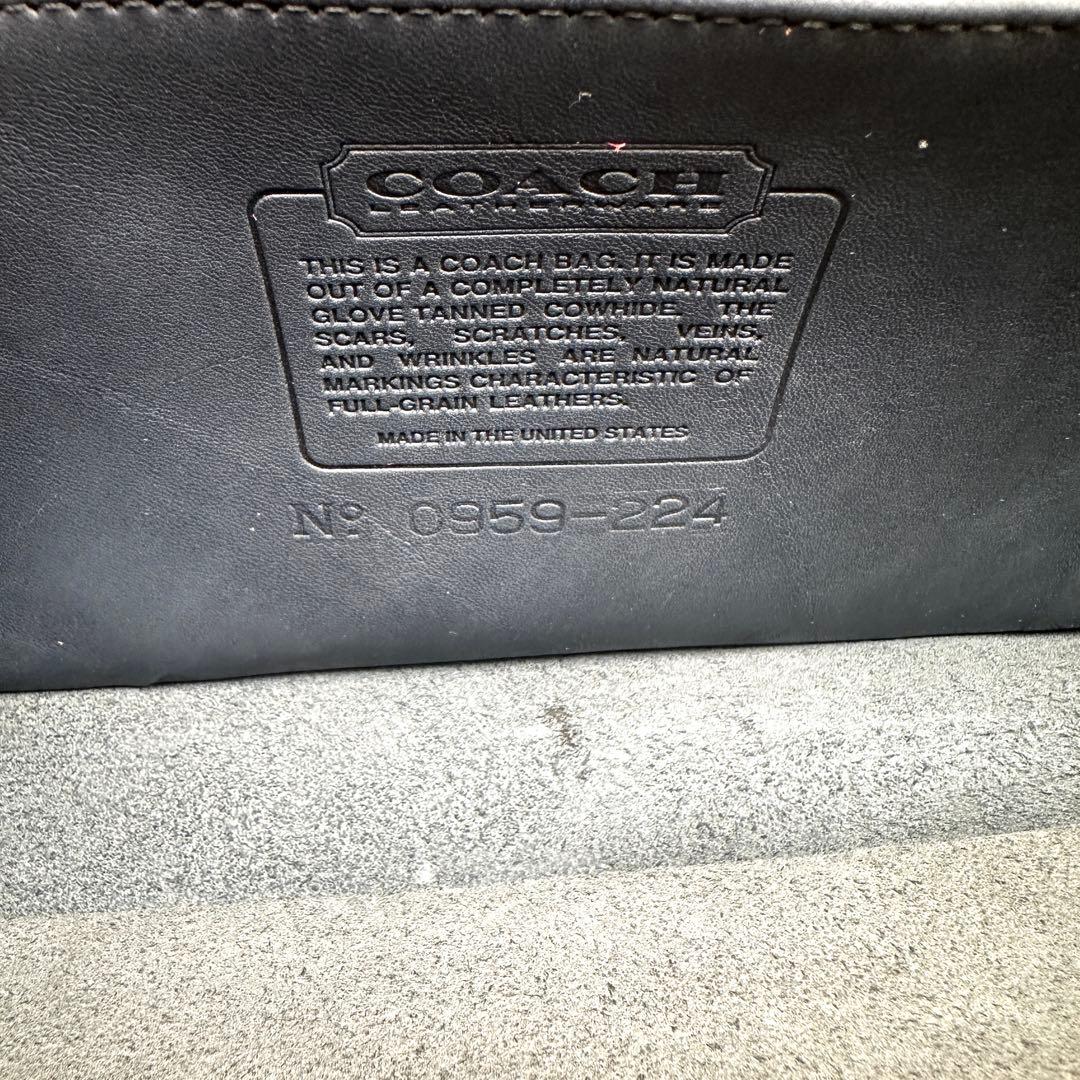 COACH
LEATHERWARE
THIS IS A COACH BAG. IT IS MADE
OUT OF A COMPLETELY NATURAL
GLOVE TANNED COWHIDE. THE
SCARS, SCRATCHES, VEINS,
AND WRINKLES ARE NATURAL
MARKINGS CHARACTERISTIC OF
FULL-GRAIN LEATHERS.
MADE IN THE UNITED STATES
Nº 0959-224